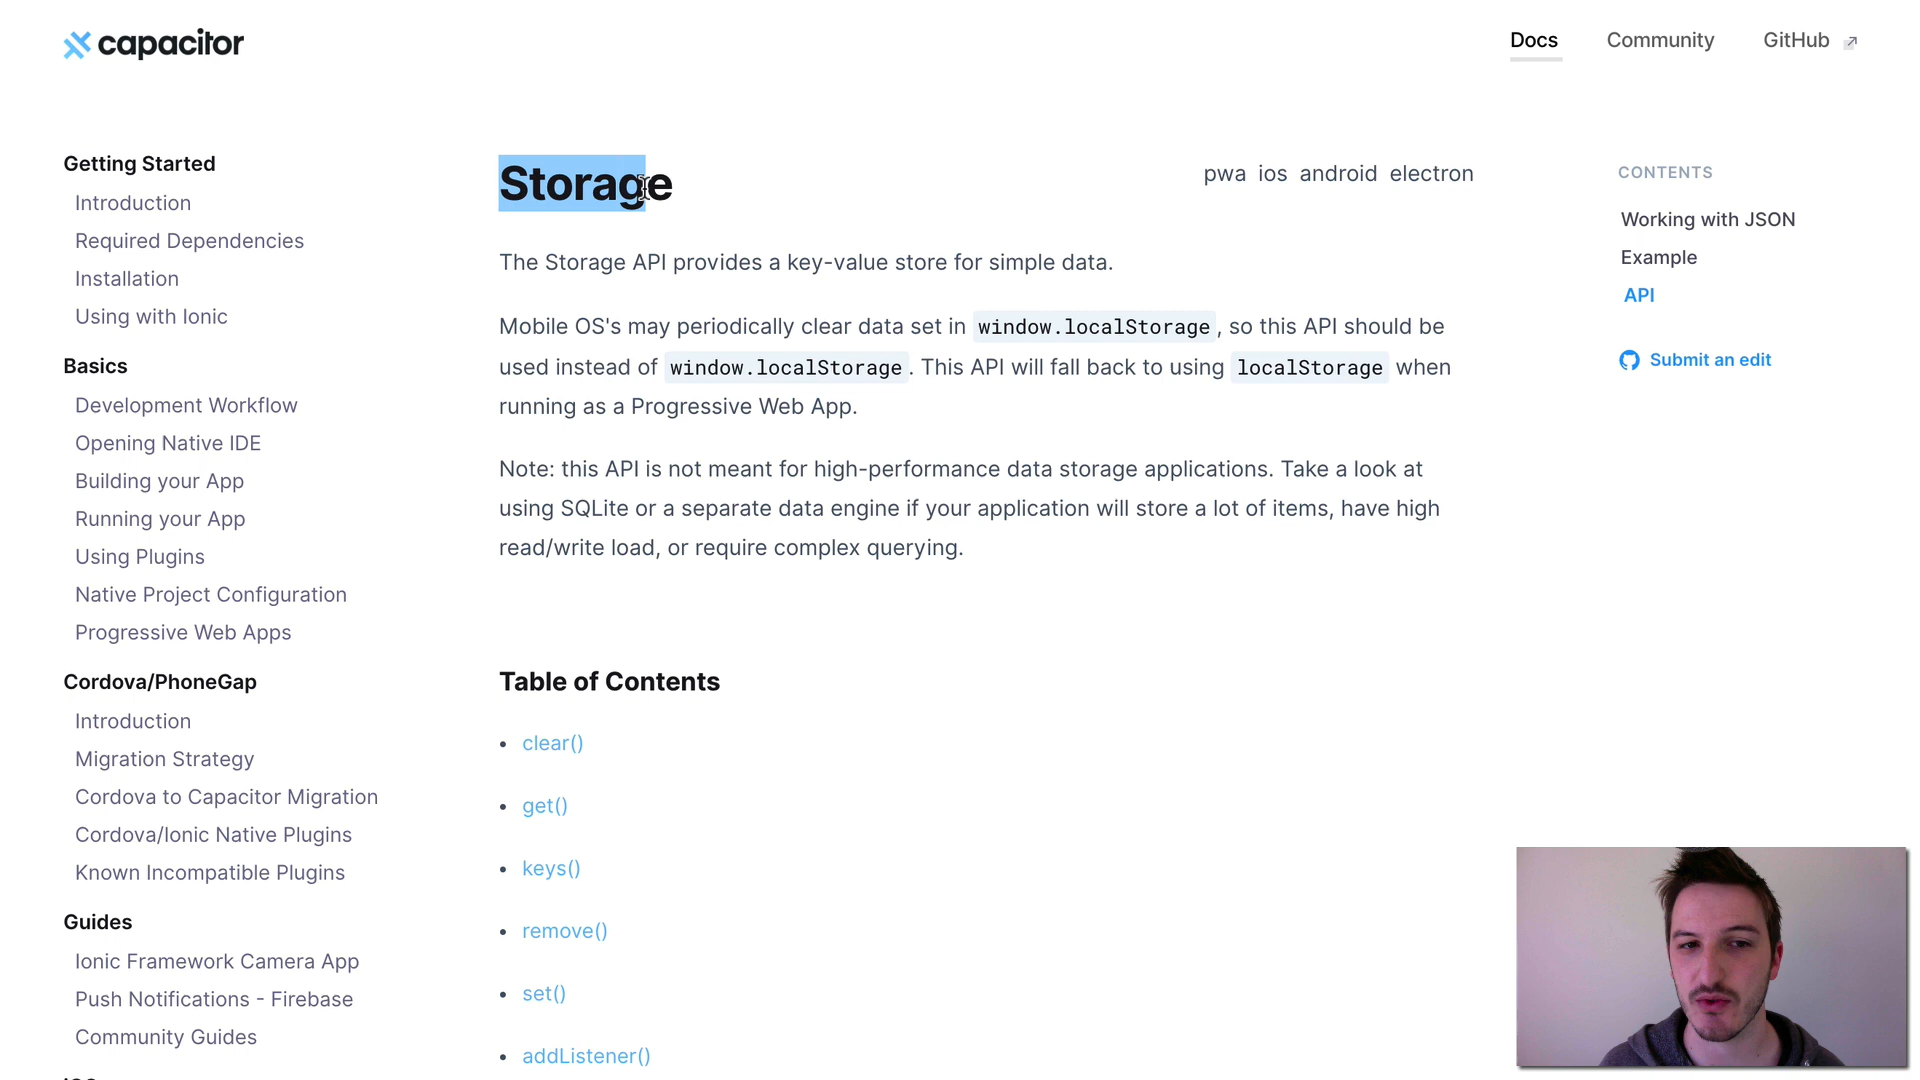 capacitor
Docs
Community
GitHub
Getting Started
Introduction
Required Dependencies
Installation
Using with Ionic
Basics
Development Workflow
Opening Native IDE
Building your App
Running your App
Using Plugins
Native Project Configuration
Progressive Web Apps
Cordova/PhoneGap
Introduction
Migration Strategy
Cordova to Capacitor Migration
Cordova/Ionic Native Plugins
Known Incompatible Plugins
Guides
Ionic Framework Camera App
Push Notifications - Firebase
Community Guides
Storage
pwa ios android electron
The Storage API provides a key-value store for simple data.
Mobile OS's may periodically clear data set in window.localStorage, so this API should be
used instead of window.localStorage. This API will fall back to using localStorage when
running as a Progressive Web App.
Note: this API is not meant for high-performance data storage applications. Take a look at
using SQLite or a separate data engine if your application will store a lot of items, have high
read/write load, or require complex querying.
Table of Contents
• clear()
• get()
• keys()
• remove()
• set()
• addListener()
CONTENTS
Working with JSON
Example
API
Submit an edit